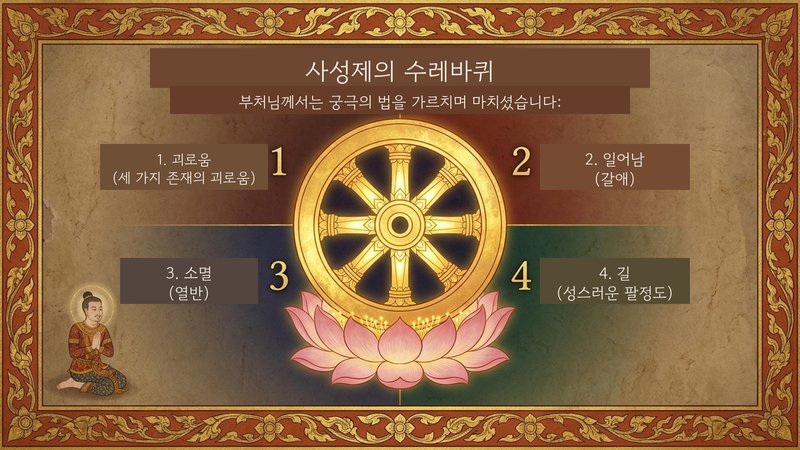 사성제의 수레바퀴
부처님께서는 궁극의 법을 가르치며 마치셨습니다:
1
1. 괴로움
(세 가지 존재의 괴로움)
2
2. 일어남
(갈애)
3
3. 소멸
(열반)
4
4. 길
(성스러운 팔정도)